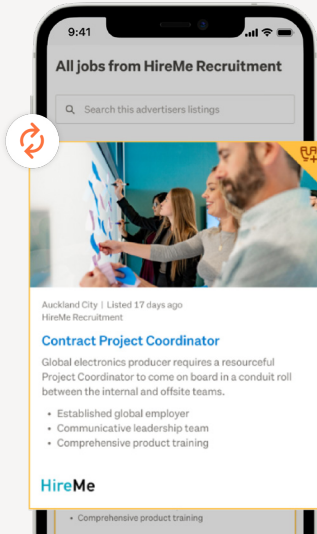 9:41
All jobs from HireMe Recruitment
Search this advertisers listings
Auckland City | Listed 17 days ago
HireMe Recruitment
Contract Project Coordinator
Global electronics producer requires a resourceful
Project Coordinator to come on board in a conduit roll
between the internal and offsite teams.
• Established global employer
• Communicative leadership team
• Comprehensive product training
HireMe
• Comprehensive product training